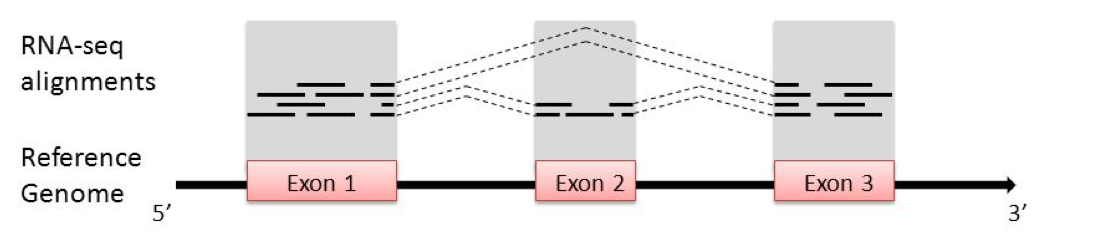 RNA-seq
alignments
Reference
Genome
Exon 1
Exon 2
Exon 3
5’
3’